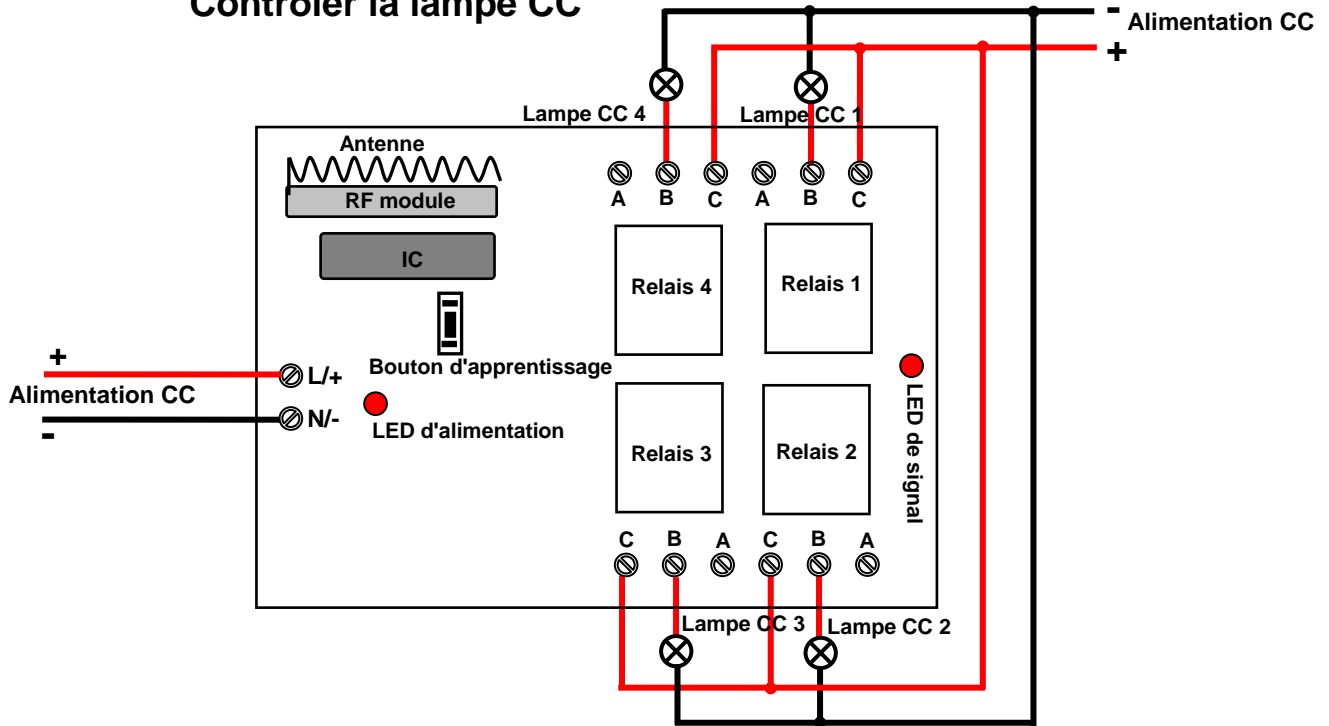 Contrôler la lampe CC
-
Alimentation CC
+
Lampe CC 4
Lampe CC 1
Antenne
RF module
A B C A B C
IC
Relais 4
Relais 1
+
Alimentation CC
-
L/+
N/-
Bouton d'apprentissage
LED d'alimentation
Relais 3
Relais 2
LED de signal
C B A C B A
Lampe CC 3
Lampe CC 2